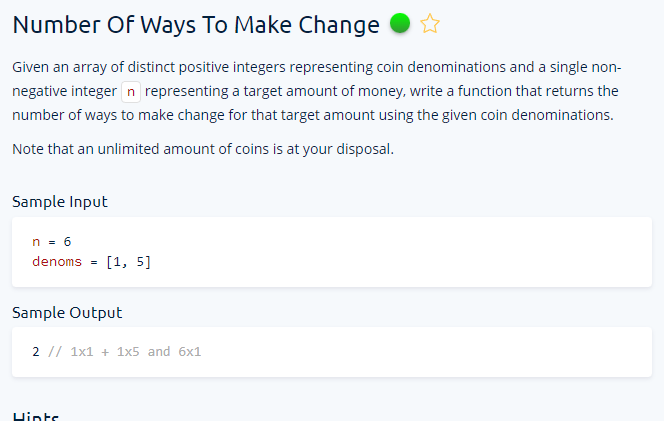 Number Of Ways To Make Change
Given an array of distinct positive integers representing coin denominations and a single non-
negative integer n representing a target amount of money, write a function that returns the
number of ways to make change for that target amount using the given coin denominations.
Note that an unlimited amount of coins is at your disposal.
Sample Input
n = 6
denoms = [1, 5]
Sample Output
2 // 1x1 + 1x5 and 6x1
Hints